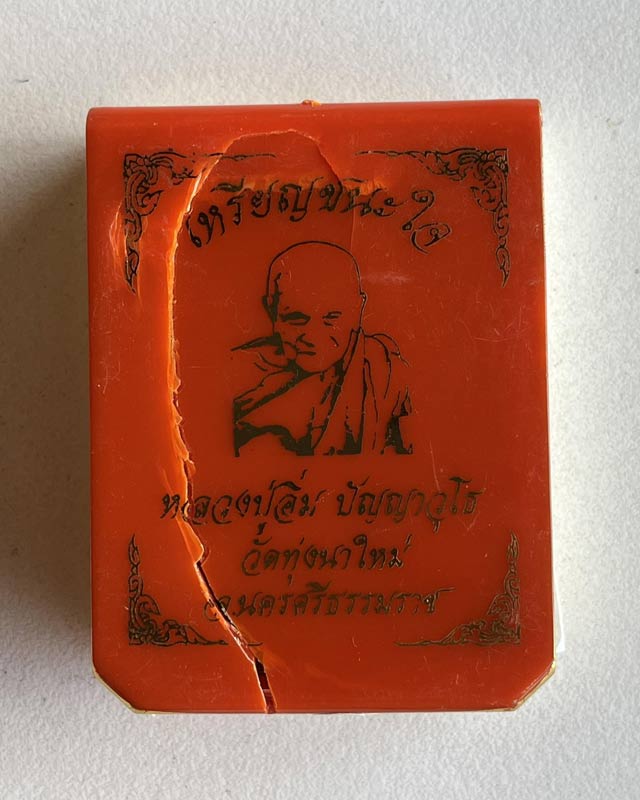 เหรียญชนะใจ
หลวงปู่อิ่ม ปัญญาวุโธ
วัดทุ่งนาใหม่
จ.นครศรีธรรมราช